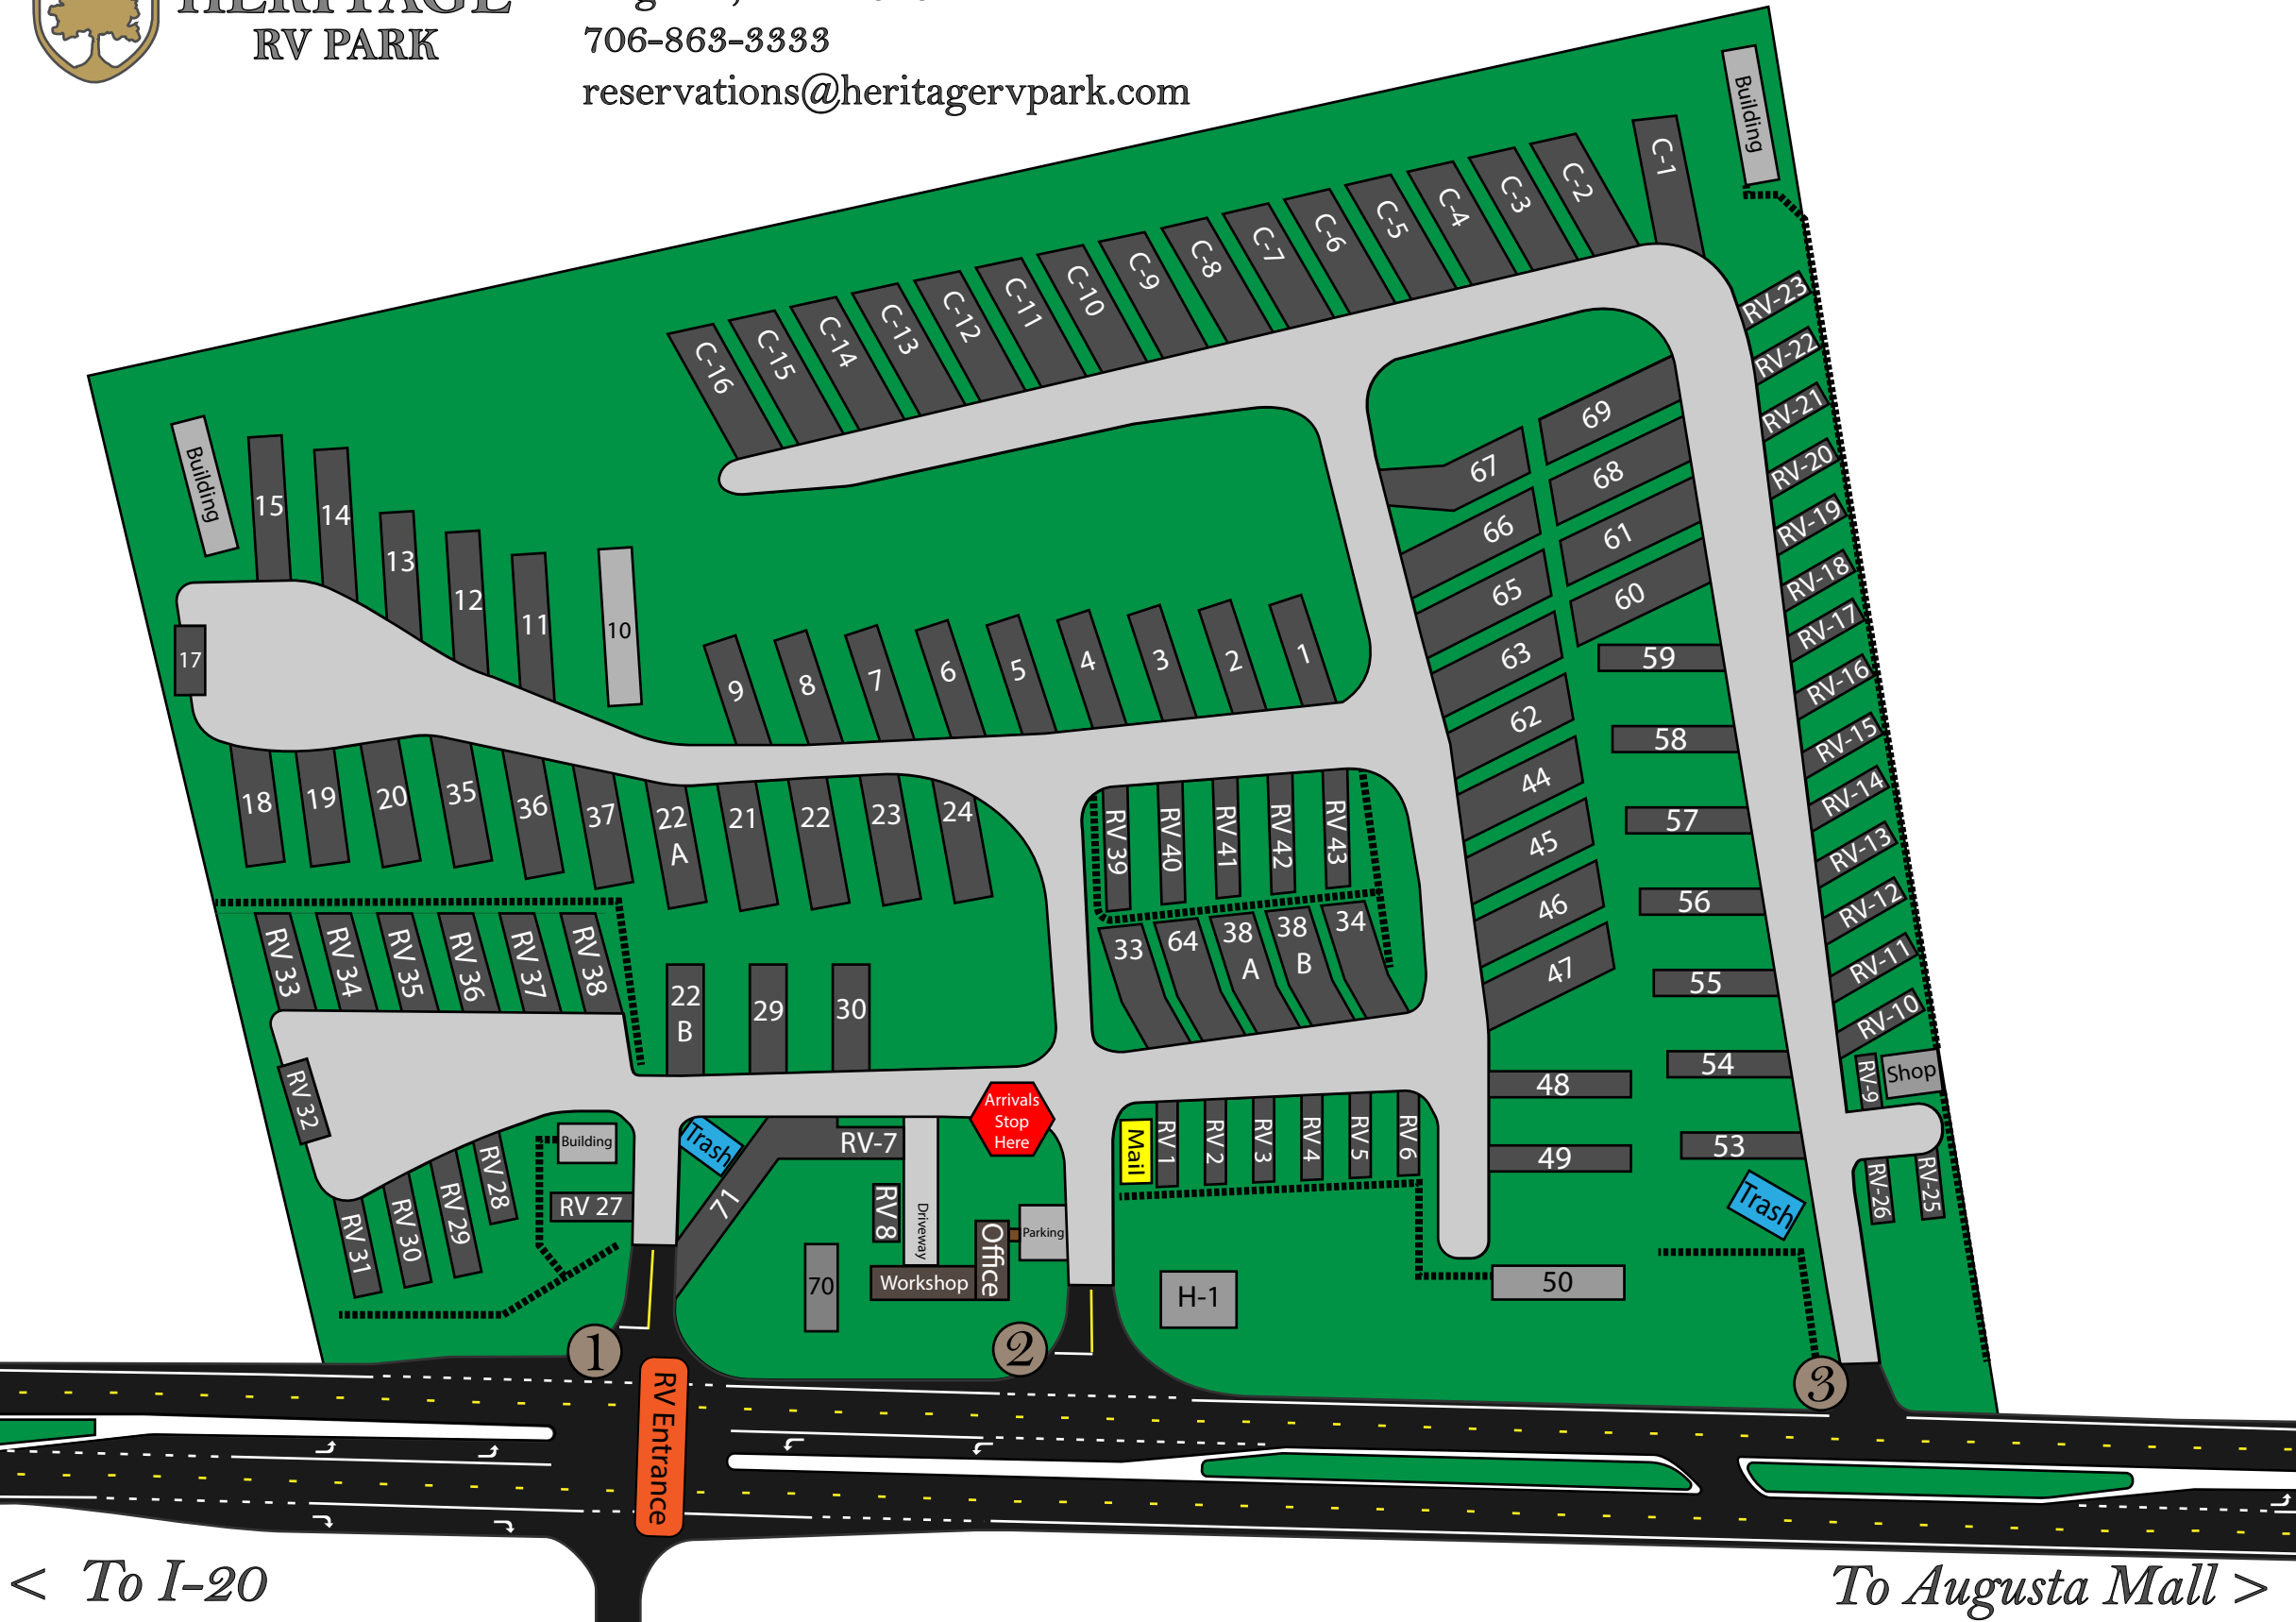 RV PARK
706-863-3333
reservations@heritagervpark.com
Building
C-1
C-2
C-3
C-4
C-5
C-6
C-7
C-8
C-9
C-10
C-11
C-12
C-13
C-14
C-15
C-16
RV-23
RV-22
RV-21
RV-20
RV-19
RV-18
RV-17
RV-16
RV-15
RV-14
RV-13
RV-12
RV-11
RV-10
RV-9
Shop
RV-26
RV-25
69
68
61
60
67
66
65
63
62
44
45
46
47
59
58
57
56
55
54
53
48
49
50
Trash
Building
15
14
13
12
11
10
17
9
8
7
6
5
4
3
2
1
18
19
20
35
36
37
22
A
21
22
23
24
RV 39
RV 40
RV 41
RV 42
RV 43
33
64
38
A
38
B
34
RV 33
RV 34
RV 35
RV 36
RV 37
RV 38
22
B
29
30
RV 32
RV 31
RV 30
RV 29
RV 28
Building
RV 27
Trash
71
RV-7
RV 8
Driveway
70
Workshop
Office
Parking
Arrivals
Stop
Here
Mail
RV 1
RV 2
RV 3
RV 4
RV 5
RV 6
H-1
1
2
3
RV Entrance
< To I-20
To Augusta Mall >